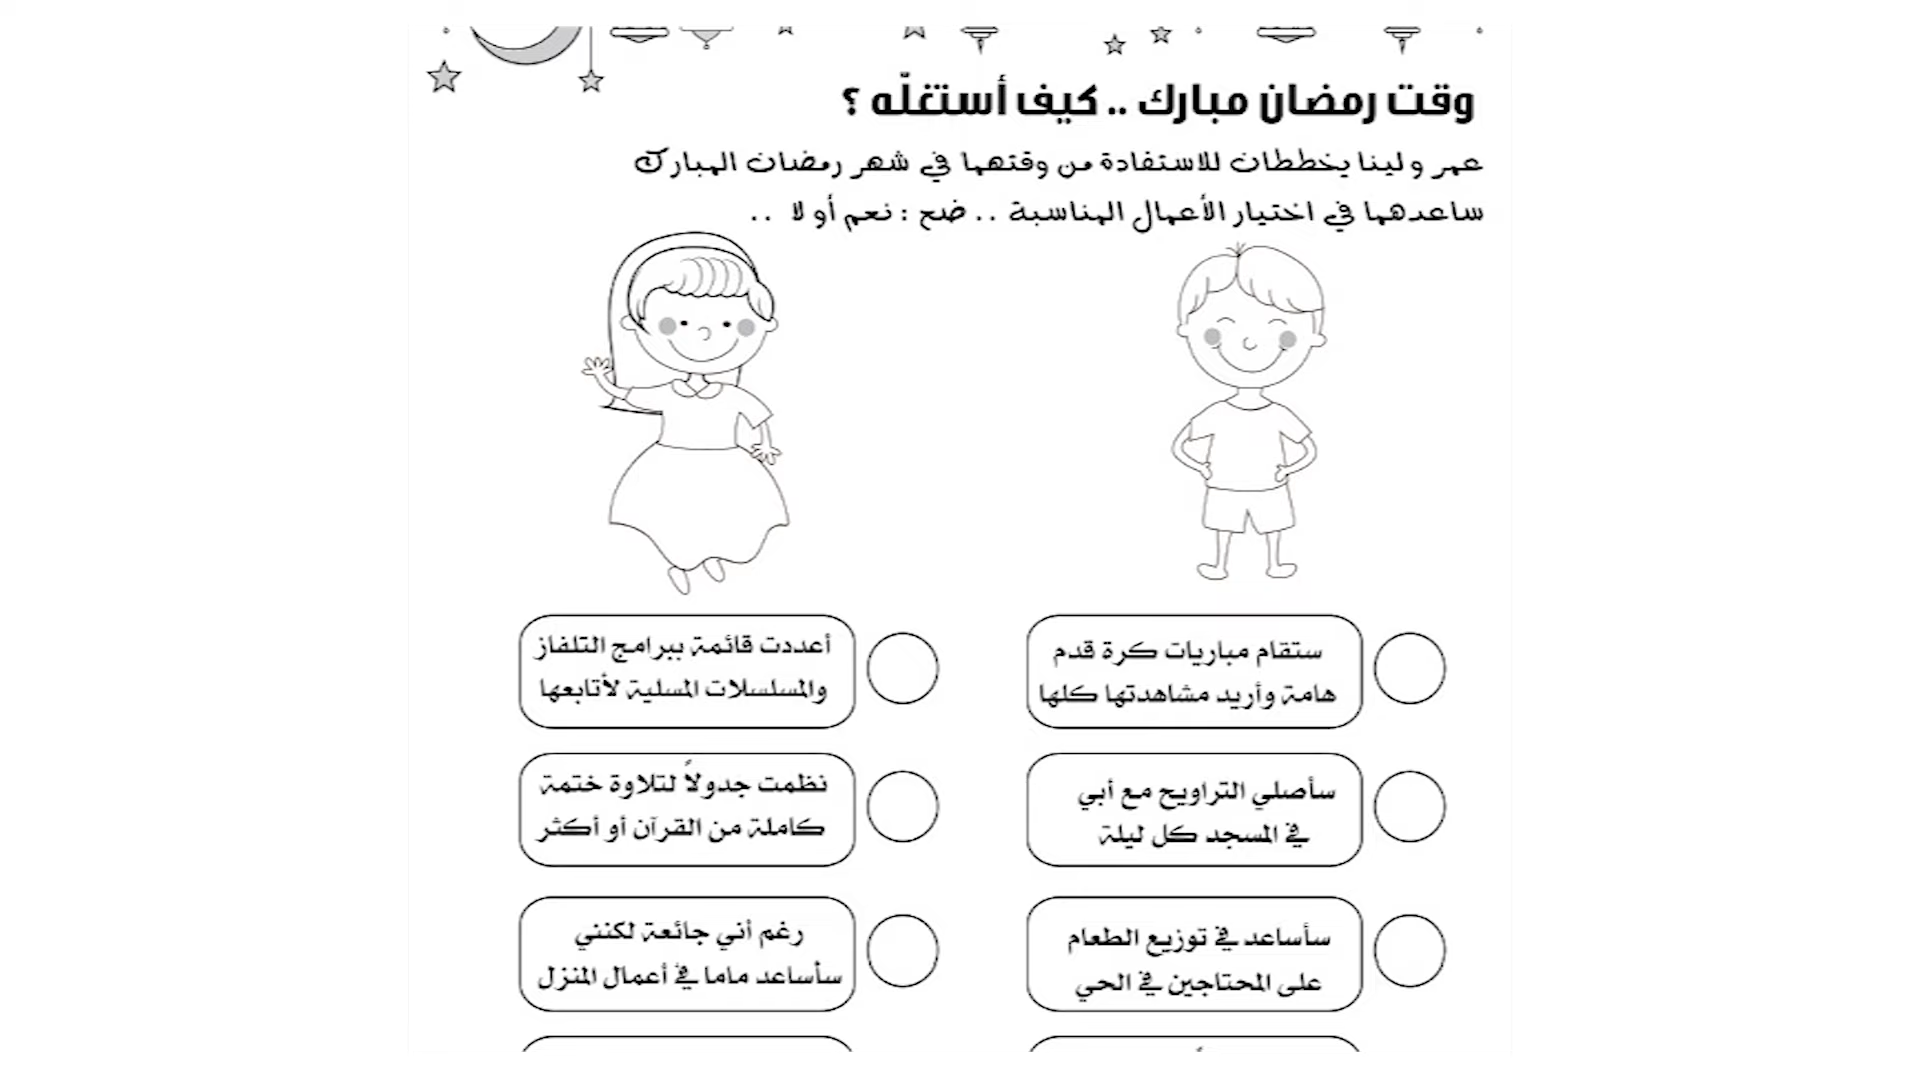 وقت رمضان مبارك .. كيف أستغلّه ؟
عمر ولينا يخططان للاستفادة من وقتهما في شهر رمضان المبارك
ساعدهما في اختيار الأعمال المناسبة .. ضح : نعم أو لا ..
ستقام مباريات كرة قدم
هامة وأريد مشاهدتها كلها
أعددت قائمة ببرامج التلفاز
والمسلسلات المسلية لأتابعها
سأصلي التراويح مع أبي
في المسجد كل ليلة
نظمت جدولاً لتلاوة ختمة
كاملة من القرآن أو أكثر
سأساعد في توزيع الطعام
على المحتاجين في الحي
رغم أني جائعة لكنني
سأساعد ماما في أعمال المنزل